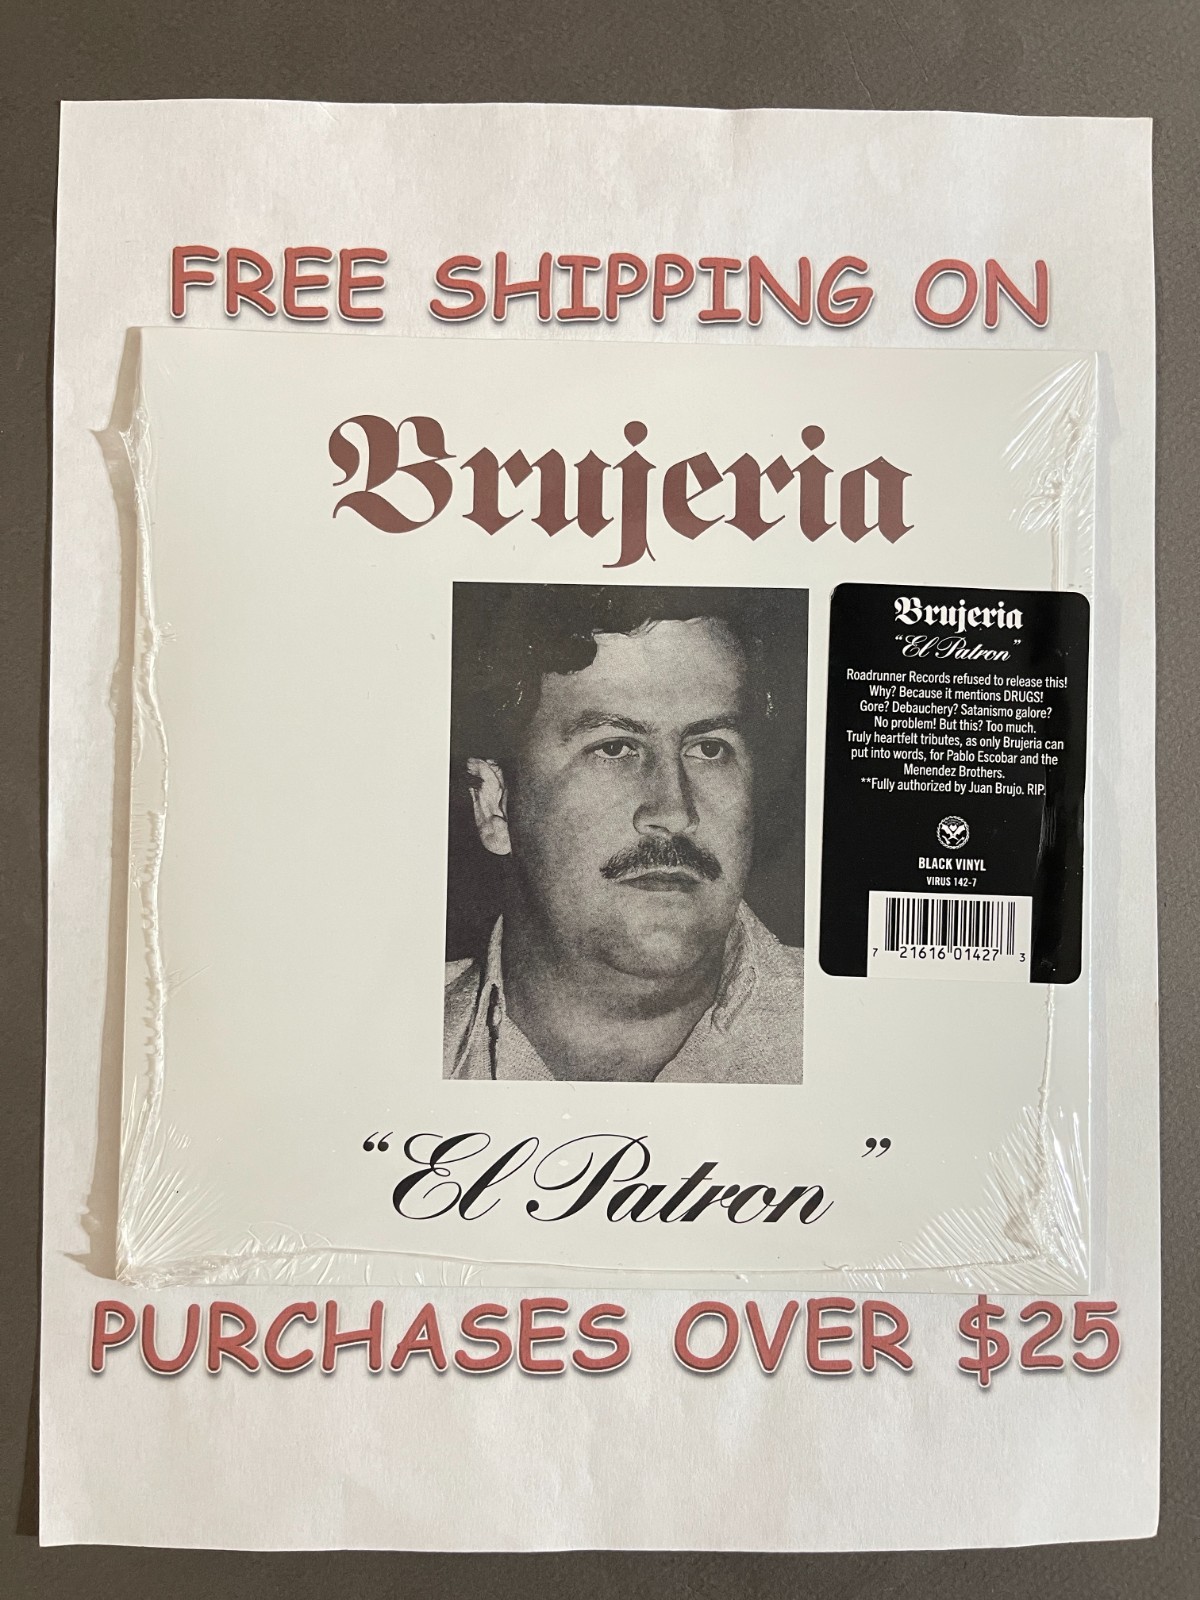 FREE SHIPPING ON
Brujeria
Brujeria
“El Patron”
Roadrunner Records refused to release this!
Why? Because it mentions DRUGS!
Gore? Debauchery? Satanismo galore?
No problem! But this? Too much.
Truly heartfelt tributes, as only Brujeria can
put into words, for Pablo Escobar and the
Menendez Brothers.
**Fully authorized by Juan Brujo. RIP.
BLACK VINYL
VIRUS 142-7
7 21616 01427 3
“El Patron”
PURCHASES OVER $25